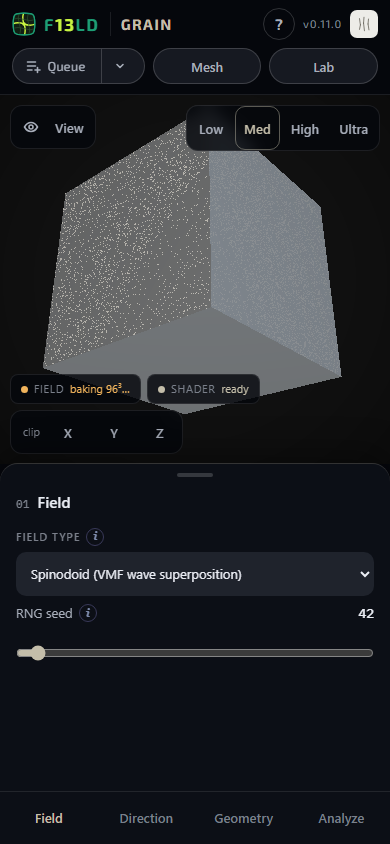 F13LD GRAIN ? v0.11.0
Queue Mesh Lab
View Low Med High Ultra
FIELD baking 96³... SHADER ready
clip X Y Z
01 Field
FIELD TYPE i
Spinodoid (VMF wave superposition)
RNG seed i 42
Field Direction Geometry Analyze